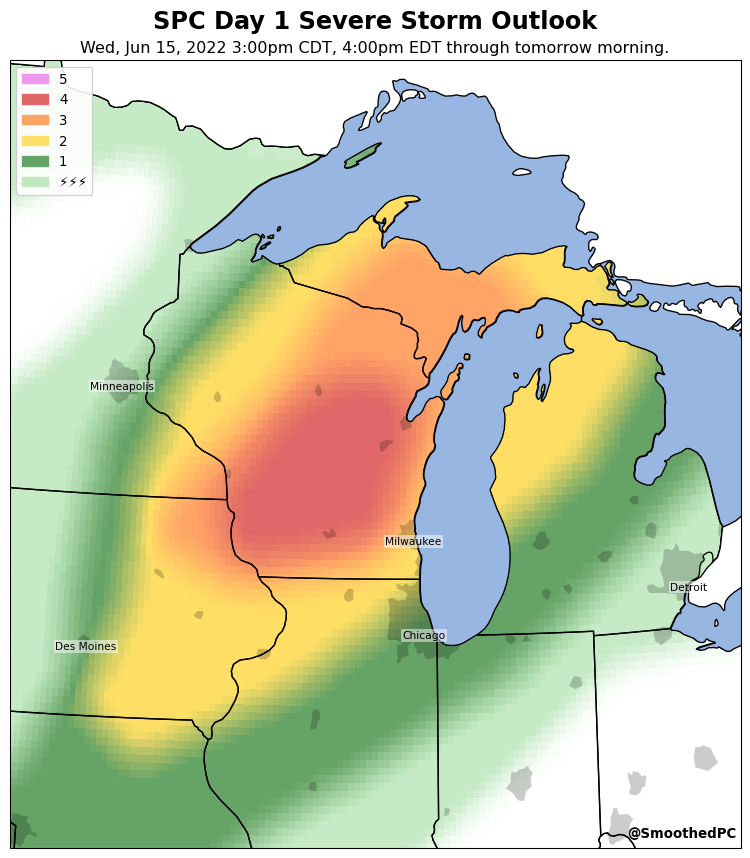 SPC Day 1 Severe Storm Outlook
Wed, Jun 15, 2022 3:00pm CDT, 4:00pm EDT through tomorrow morning.
5
4
3
2
1
⚡⚡⚡
Minneapolis
Milwaukee
Detroit
Chicago
Des Moines
@SmoothedPC